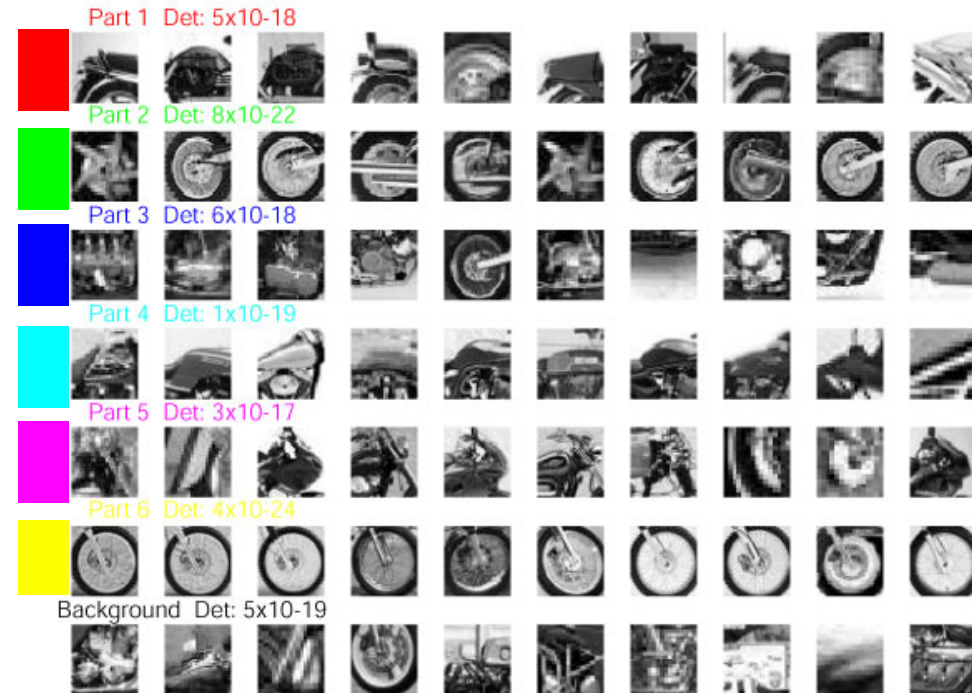 Part 1 Det: 5x10-18
Part 2 Det: 8x10-22
Part 3 Det: 6x10-18
Part 4 Det: 1x10-19
Part 5 Det: 3x10-17
Part 6 Det: 4x10-24
Background Det: 5x10-19